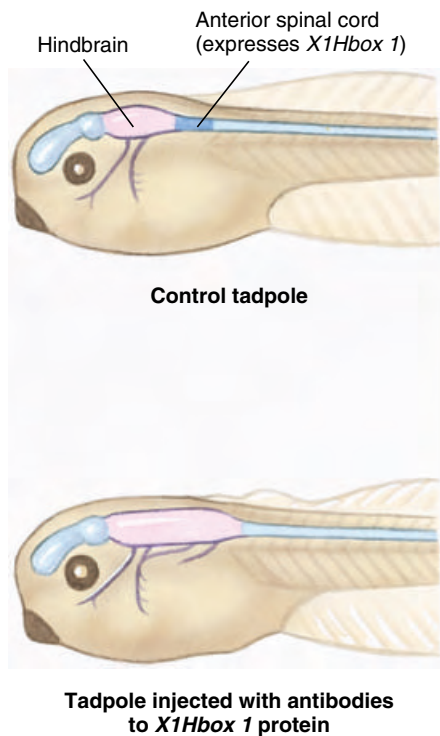 Hindbrain
Anterior spinal cord
(expresses X1Hbox 1)
Control tadpole
Tadpole injected with antibodies
to X1Hbox 1 protein